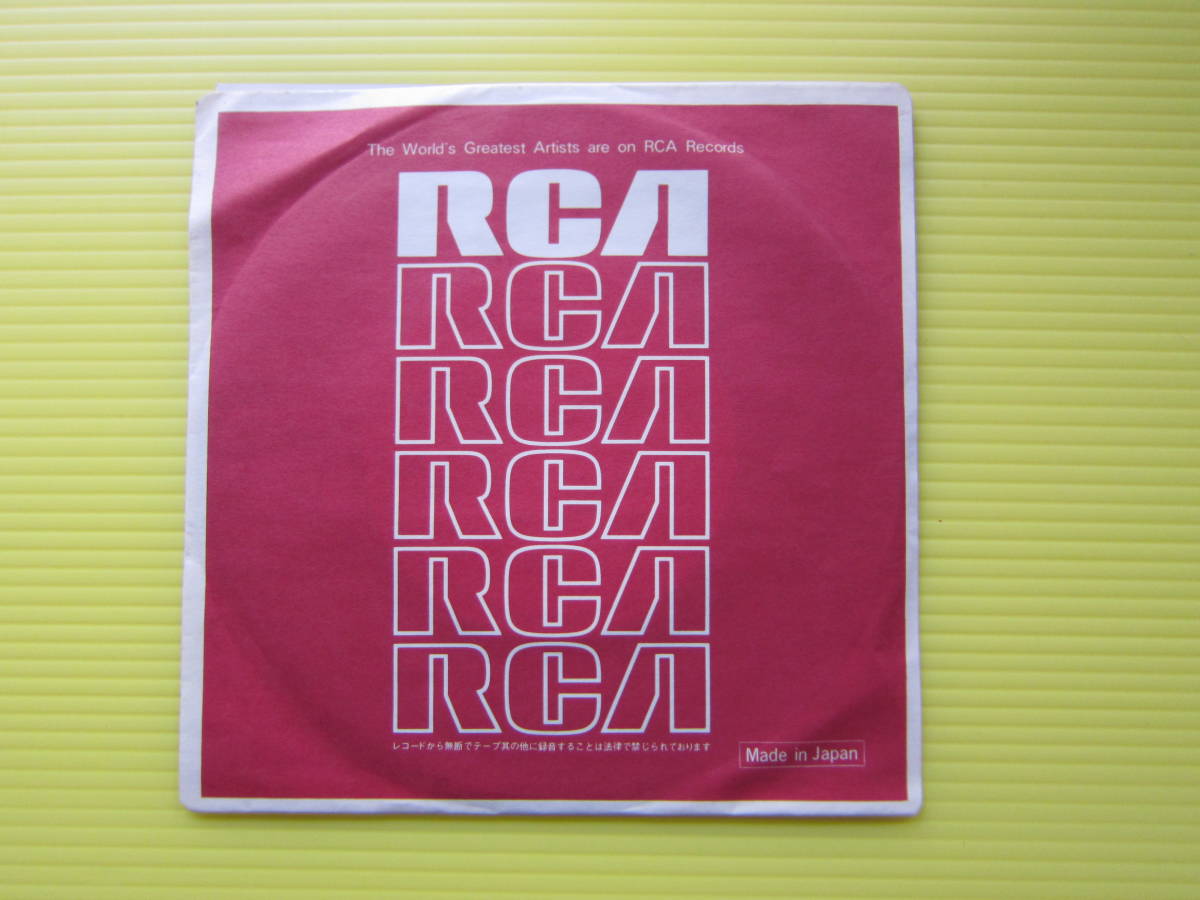 The World's Greatest Artists are on RCA Records
RCA
RCA
RCA
RCA
RCA
RCA
レコードから無断でテープ其の他に録音することは法律で禁じられております
Made in Japan